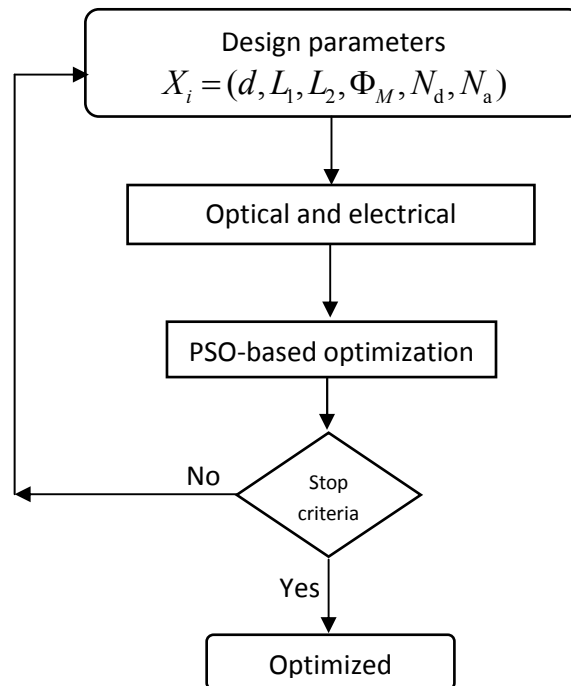 Design parameters
X_i = (d, L_1, L_2, Φ_M, N_d, N_a)
Optical and electrical
PSO-based optimization
No
Stop
criteria
Yes
Optimized